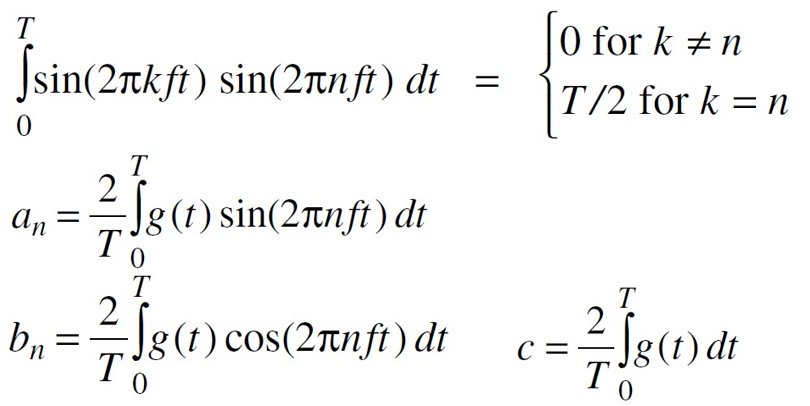 ∫₀ᵀ sin(2πkft) sin(2πnft) dt = { 0 for k ≠ n
T/2 for k = n
aₙ = 2/T ∫₀ᵀ g(t) sin(2πnft) dt
bₙ = 2/T ∫₀ᵀ g(t) cos(2πnft) dt
c = 2/T ∫₀ᵀ g(t) dt